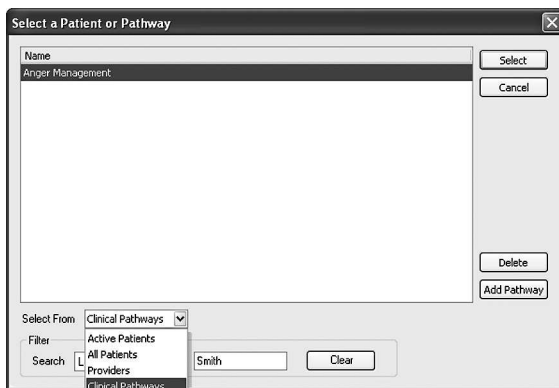 Select a Patient or Pathway
Name
Anger Management
Select
Cancel
Delete
Add Pathway
Select From Clinical Pathways
Active Patients
All Patients
Providers
Clinical Pathways
Filter
Search L Smith Clear